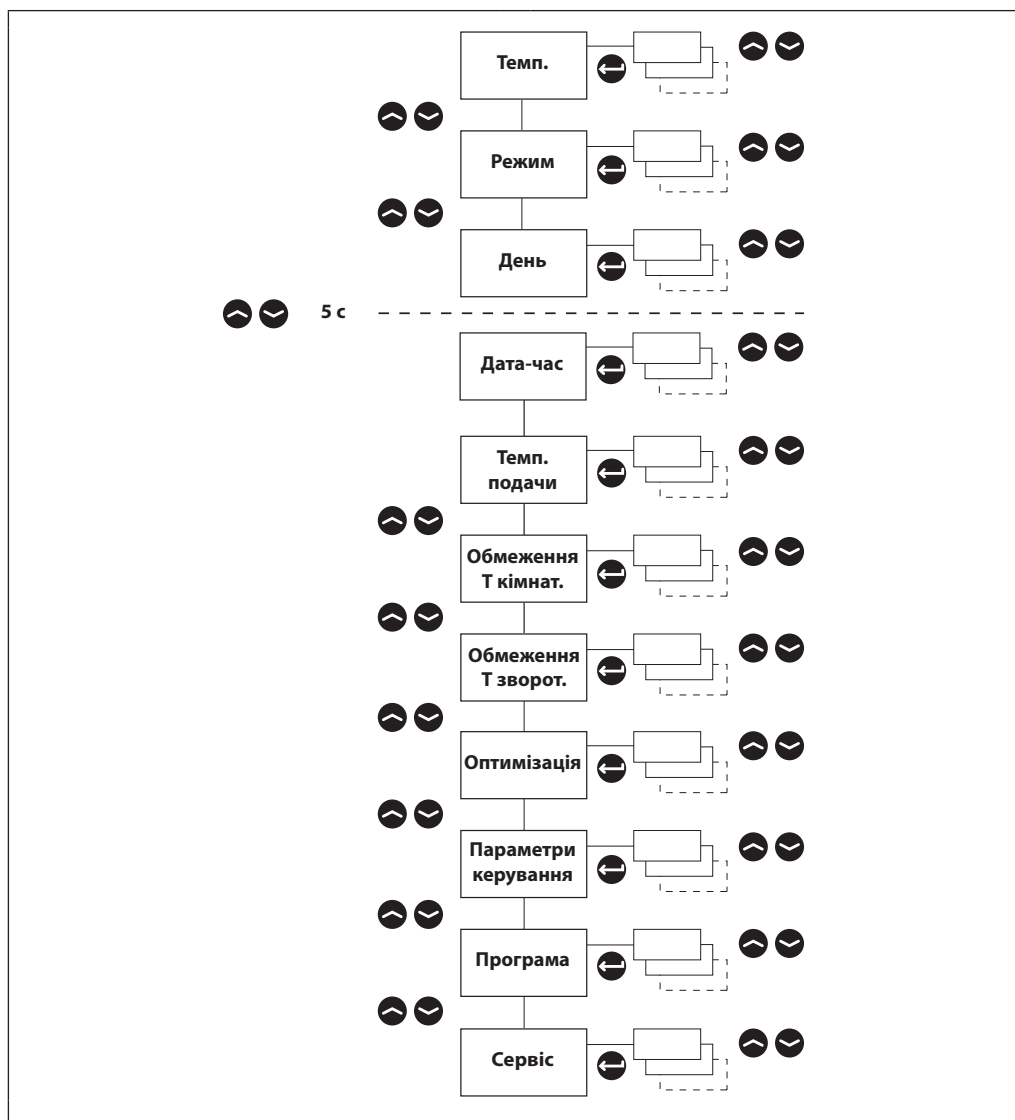 Темп.
Режим
День
5 с
Дата-час
Темп.
подачи
Обмеження
Т кімнат.
Обмеження
Т зворот.
Оптимізація
Параметри
керування
Програма
Сервіс